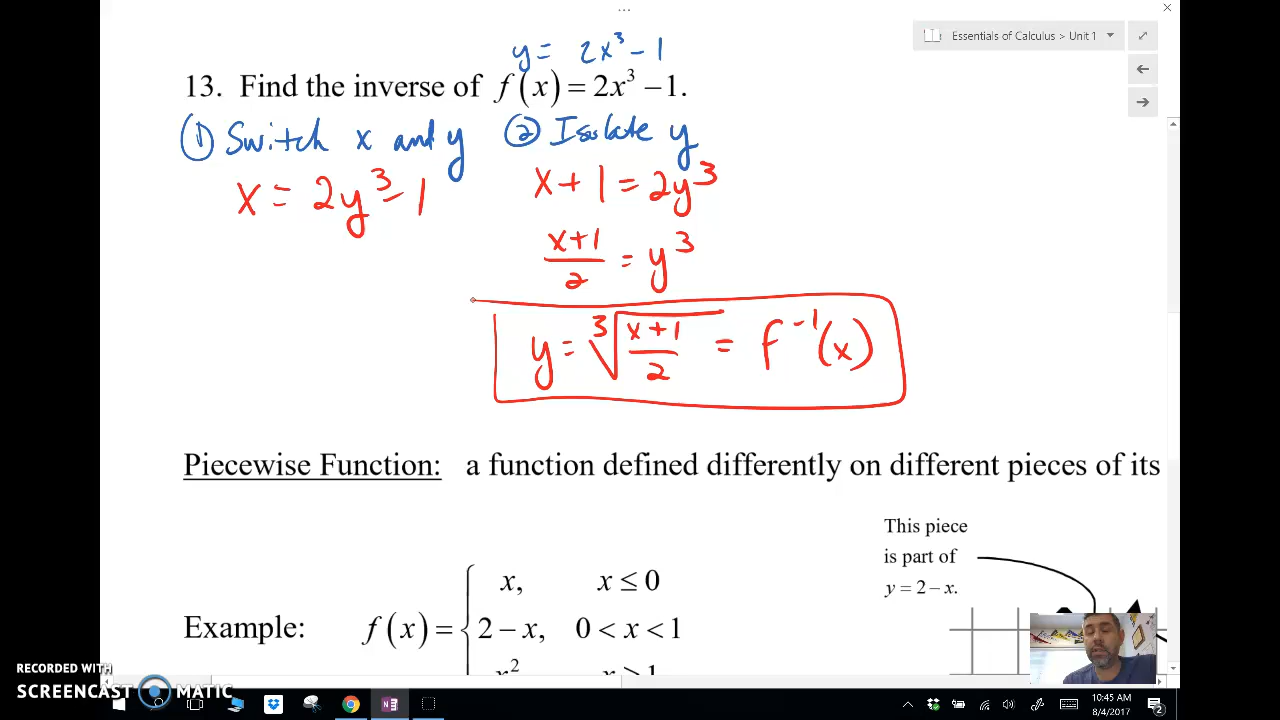 Essentials of Calculus > Unit 1
y = 2x³ - 1
13. Find the inverse of f(x) = 2x³ − 1.
① Switch x and y ② Isolate y
x = 2y³ - 1
x + 1 = 2y³
x+1/2 = y³
y = ³√(x+1/2) = f⁻¹(x)
Piecewise Function: a function defined differently on different pieces of its
This piece
is part of
y = 2 − x.
Example: f(x) = { x, x ≤ 0
2 − x, 0 < x < 1
x²
RECORDED WITH
SCREENCAST MATIC
10:45 AM
8/4/2017
2